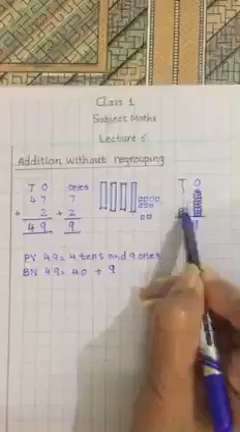 Class 1
Subject Maths
Lecture 5
Addition without regrouping
T O ones T O
4 7 7
+ 2 + 2
4 9 9
PV 49 = 4 tens and 9 ones
BN 49 = 40 + 9